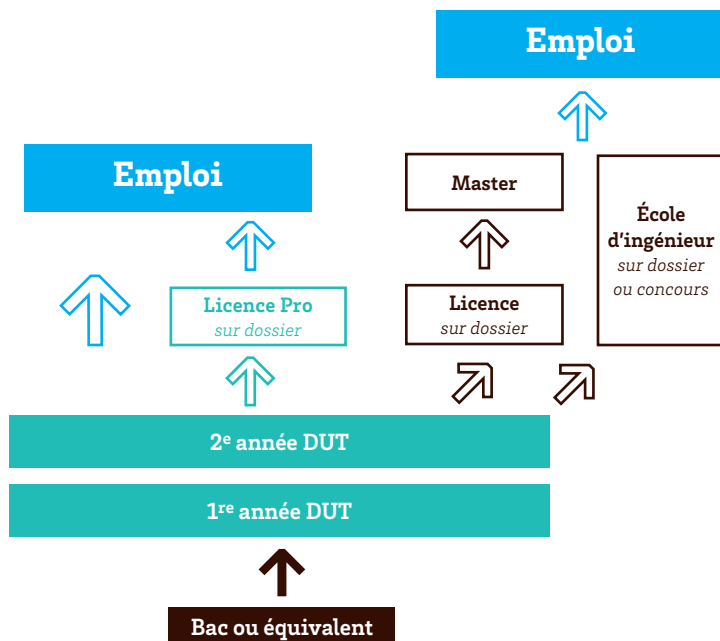 Emploi
Emploi
Master
École
d'ingénieur
sur dossier
ou concours
Licence Pro
sur dossier
Licence
sur dossier
2e année DUT
1re année DUT
Bac ou équivalent